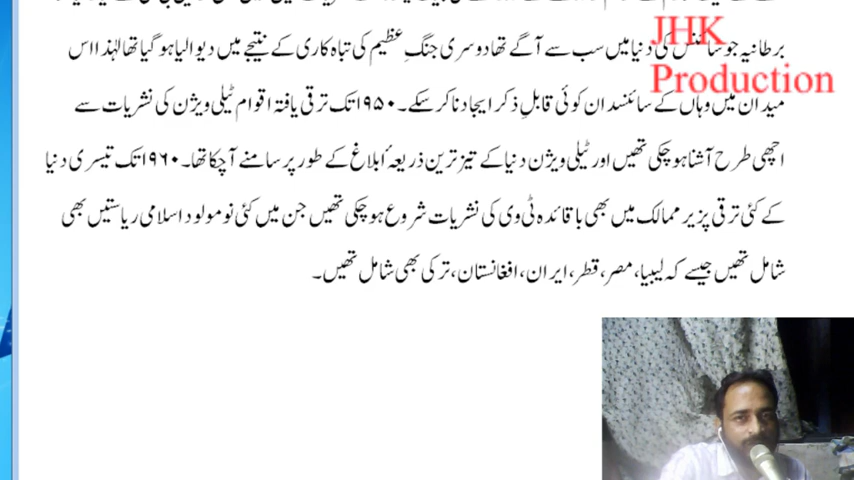 برطانیہ جو سائنس کی دنیا میں سب سے آگے تھا دوسری جنگِ عظیم کی تباہ کاری کے نتیجے میں دیوالیا ہو گیا تھا لہٰذا اس
JHK
Production
میدان میں وہاں کے سائنسدان کوئی قابلِ ذکر ایجاد نا کر سکے۔ ۱۹۵۰ تک ترقی یافتہ اقوام ٹیلی ویژن کی نشریات سے
اچھی طرح آشنا ہو چکی تھیں اور ٹیلی ویژن دنیا کے تیز ترین ذریعۂ ابلاغ کے طور پر سامنے آ چکا تھا۔ ۱۹۶۰ تک تیسری دنیا
کے کئی ترقی پزیر ممالک میں بھی باقائدہ ٹی وی کی نشریات شروع ہو چکی تھیں جن میں کئی نومولود اسلامی ریاستیں بھی
شامل تھیں جیسے کہ لیبیا، مصر، قطر، ایران، افغانستان، ترکی بھی شامل تھیں۔